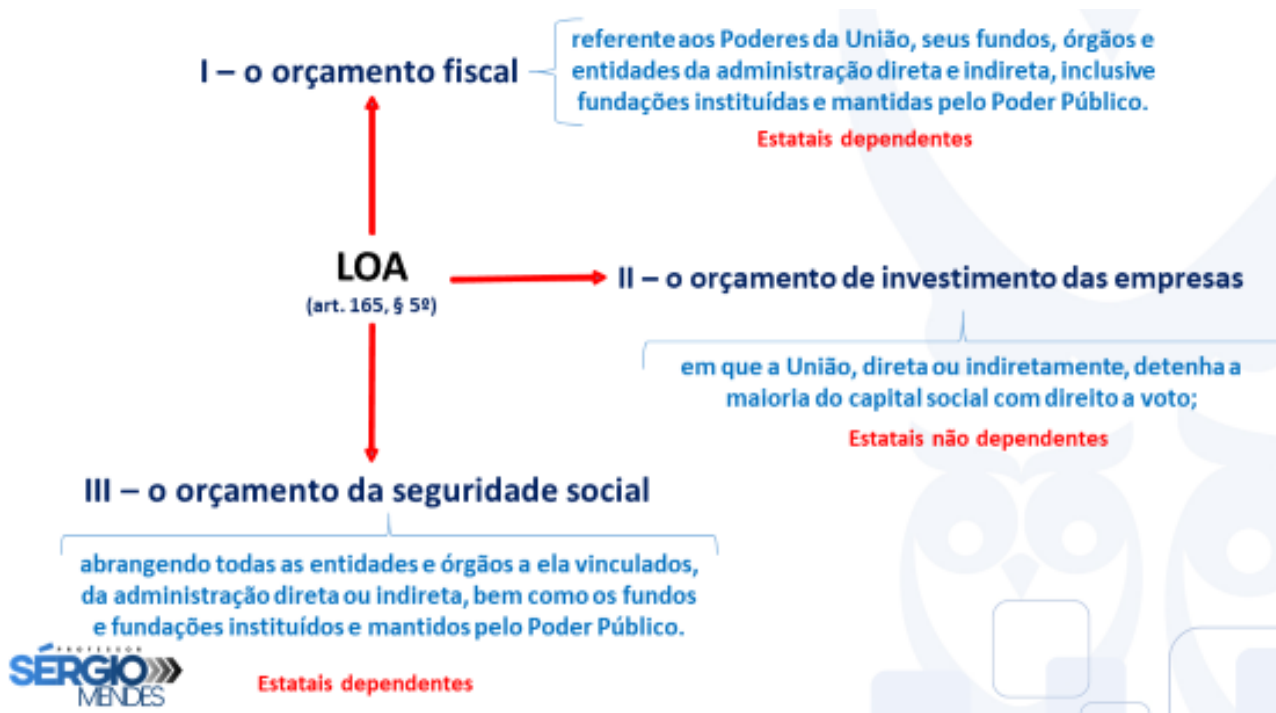 I – o orçamento fiscal
referente aos Poderes da União, seus fundos, órgãos e
entidades da administração direta e indireta, inclusive
fundações instituídas e mantidas pelo Poder Público.
Estatais dependentes
LOA
(art. 165, § 5º)
II – o orçamento de investimento das empresas
em que a União, direta ou indiretamente, detenha a
maioria do capital social com direito a voto;
Estatais não dependentes
III – o orçamento da seguridade social
abrangendo todas as entidades e órgãos a ela vinculados,
da administração direta ou indireta, bem como os fundos
e fundações instituídos e mantidos pelo Poder Público.
Estatais dependentes
PROFESSOR
SÉRGIO
MENDES